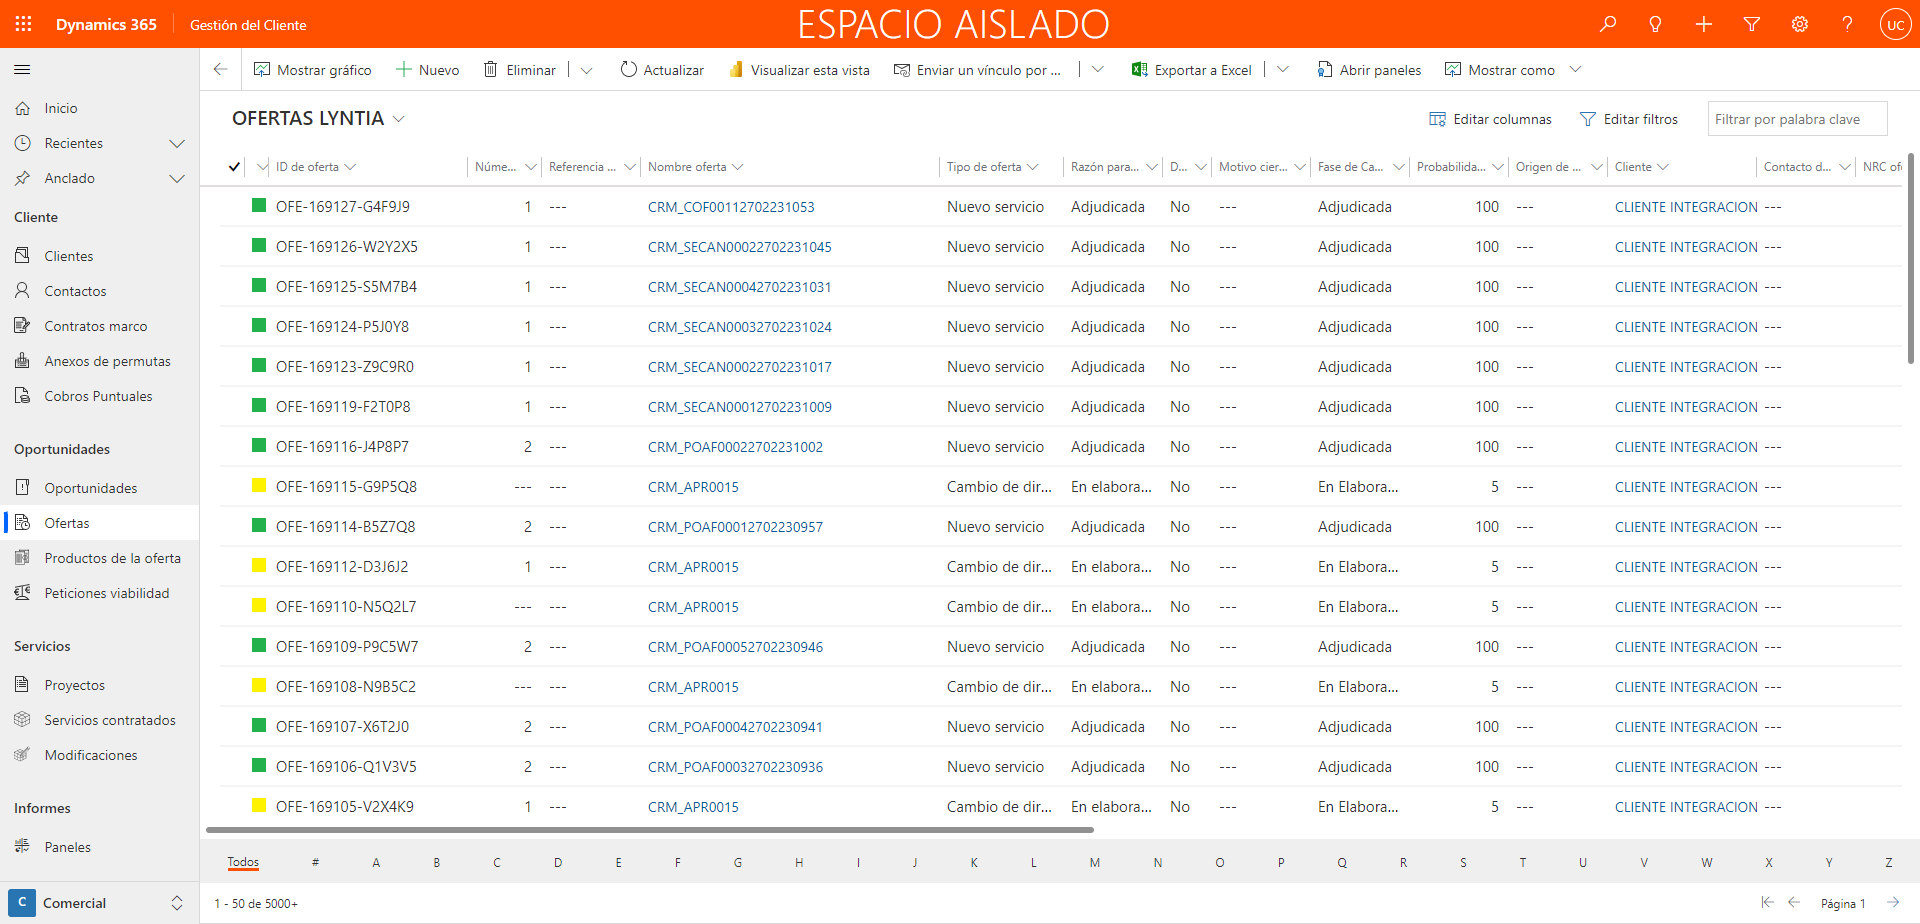 Dynamics 365 Gestión del Cliente ESPACIO AISLADO UC
Mostrar gráfico Nuevo Eliminar Actualizar Visualizar esta vista Enviar un vínculo por ... Exportar a Excel Abrir paneles Mostrar como
Inicio
Recientes
Anclado
Cliente
Clientes
Contactos
Contratos marco
Anexos de permutas
Cobros Puntuales
Oportunidades
Oportunidades
Ofertas
Productos de la oferta
Peticiones viabilidad
Servicios
Proyectos
Servicios contratados
Modificaciones
Informes
Paneles
C Comercial
OFERTAS LYNTIA Editar columnas Editar filtros Filtrar por palabra clave
ID de oferta Núme... Referencia ... Nombre oferta Tipo de oferta Razón para... D... Motivo cier... Fase de Ca... Probabilida... Origen de ... Cliente Contacto d... NRC ofe
OFE-169127-G4F9J9 1 --- CRM_COF00112702231053 Nuevo servicio Adjudicada No --- Adjudicada 100 --- CLIENTE INTEGRACION ---
OFE-169126-W2Y2X5 1 --- CRM_SECAN00022702231045 Nuevo servicio Adjudicada No --- Adjudicada 100 --- CLIENTE INTEGRACION ---
OFE-169125-S5M7B4 1 --- CRM_SECAN00042702231031 Nuevo servicio Adjudicada No --- Adjudicada 100 --- CLIENTE INTEGRACION ---
OFE-169124-P5J0Y8 1 --- CRM_SECAN00032702231024 Nuevo servicio Adjudicada No --- Adjudicada 100 --- CLIENTE INTEGRACION ---
OFE-169123-Z9C9R0 1 --- CRM_SECAN00022702231017 Nuevo servicio Adjudicada No --- Adjudicada 100 --- CLIENTE INTEGRACION ---
OFE-169119-F2T0P8 1 --- CRM_SECAN00012702231009 Nuevo servicio Adjudicada No --- Adjudicada 100 --- CLIENTE INTEGRACION ---
OFE-169116-J4P8P7 2 --- CRM_POAF00022702231002 Nuevo servicio Adjudicada No --- Adjudicada 100 --- CLIENTE INTEGRACION ---
OFE-169115-G9P5Q8 --- --- CRM_APR0015 Cambio de dir... En elabora... No --- En Elabora... 5 --- CLIENTE INTEGRACION ---
OFE-169114-B5Z7Q8 2 --- CRM_POAF00012702230957 Nuevo servicio Adjudicada No --- Adjudicada 100 --- CLIENTE INTEGRACION ---
OFE-169112-D3J6J2 1 --- CRM_APR0015 Cambio de dir... En elabora... No --- En Elabora... 5 --- CLIENTE INTEGRACION ---
OFE-169110-N5Q2L7 --- --- CRM_APR0015 Cambio de dir... En elabora... No --- En Elabora... 5 --- CLIENTE INTEGRACION ---
OFE-169109-P9C5W7 2 --- CRM_POAF00052702230946 Nuevo servicio Adjudicada No --- Adjudicada 100 --- CLIENTE INTEGRACION ---
OFE-169108-N9B5C2 --- --- CRM_APR0015 Cambio de dir... En elabora... No --- En Elabora... 5 --- CLIENTE INTEGRACION ---
OFE-169107-X6T2J0 2 --- CRM_POAF00042702230941 Nuevo servicio Adjudicada No --- Adjudicada 100 --- CLIENTE INTEGRACION ---
OFE-169106-Q1V3V5 2 --- CRM_POAF00032702230936 Nuevo servicio Adjudicada No --- Adjudicada 100 --- CLIENTE INTEGRACION ---
OFE-169105-V2X4K9 1 --- CRM_APR0015 Cambio de dir... En elabora... No --- En Elabora... 5 --- CLIENTE INTEGRACION ---
Todos # A B C D E F G H I J K L M N O P Q R S T U V W X Y Z
1 - 50 de 5000+ Página 1